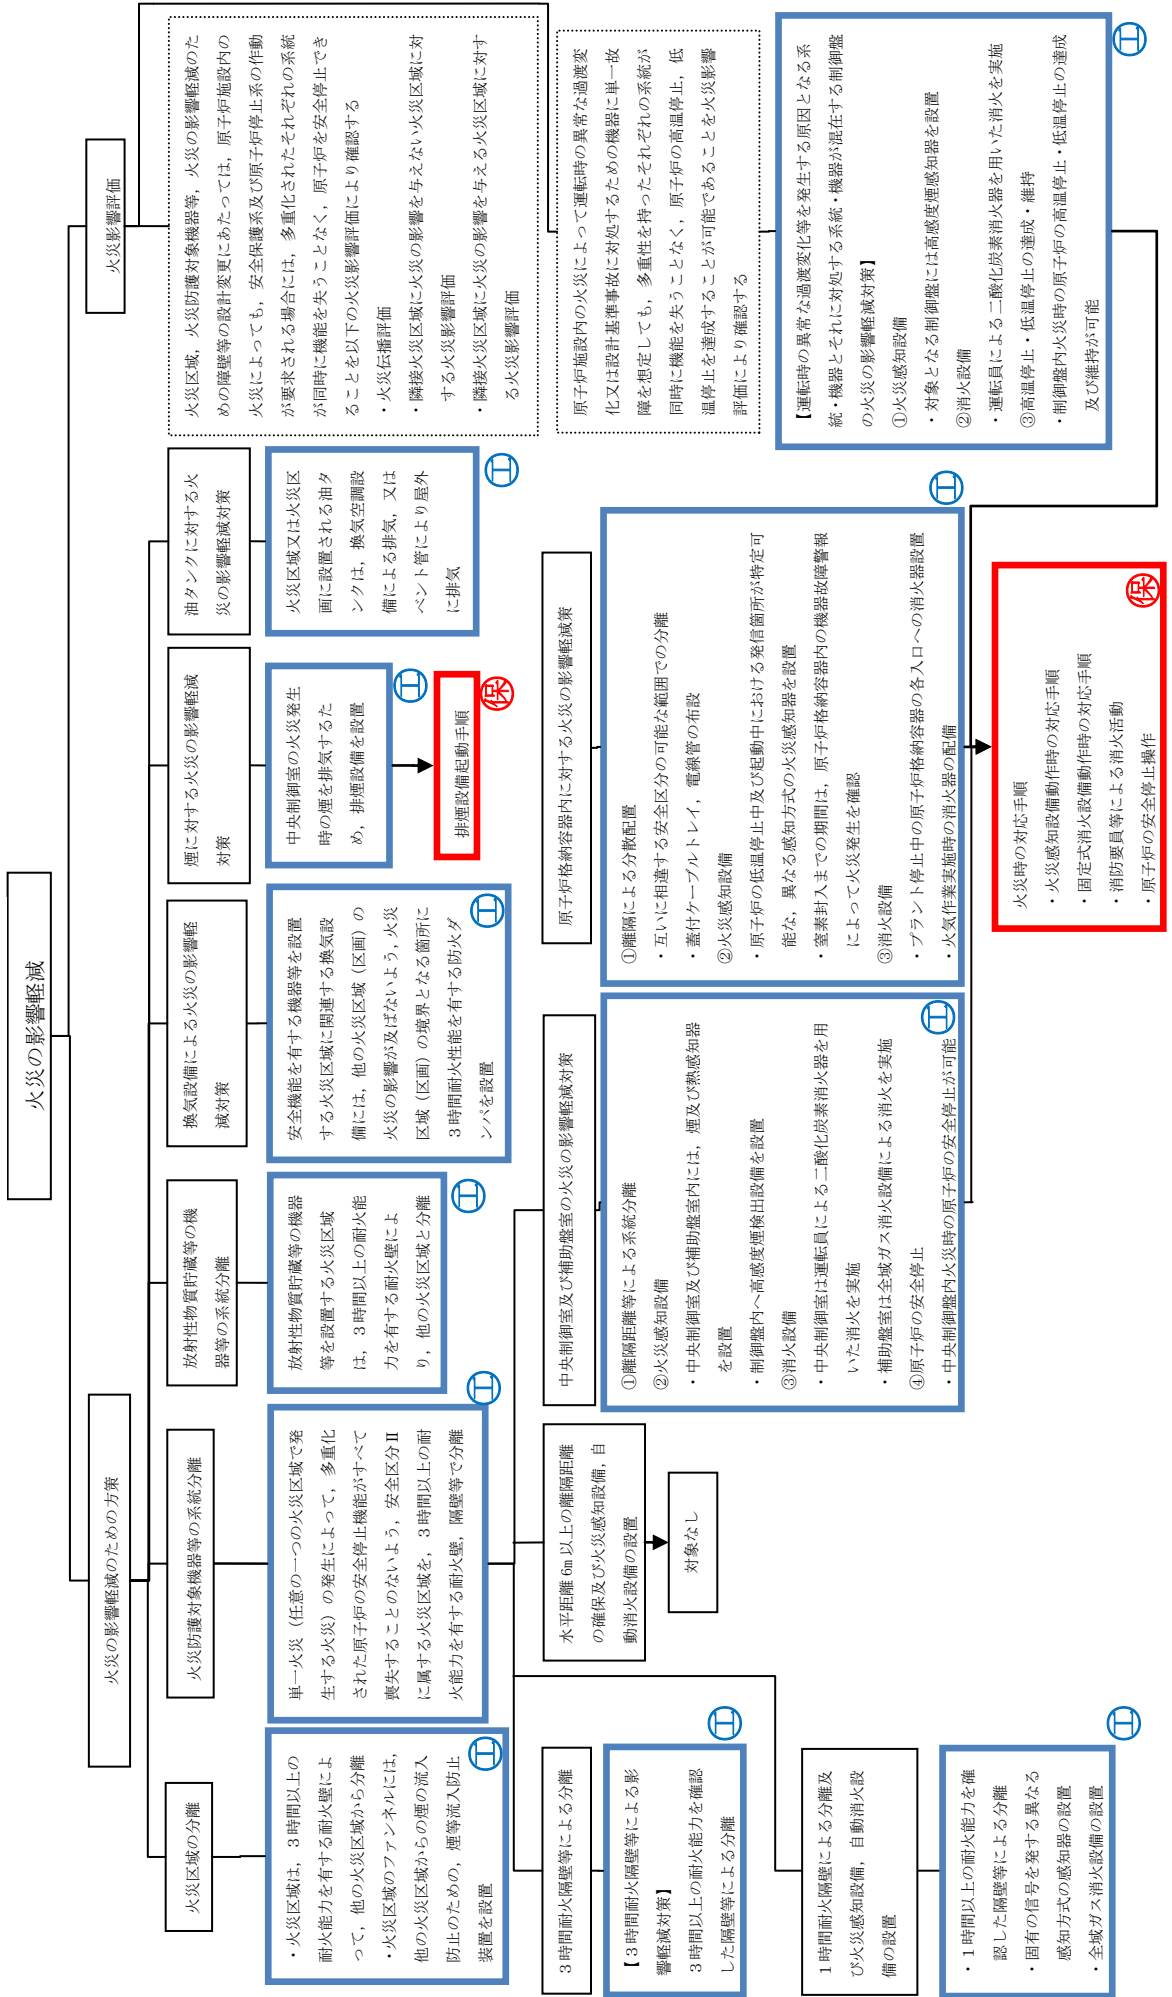 火災の影響軽減
火災の影響軽減のための方策
火災影響評価
火災区域の分離
・火災区域は，３時間以上の
耐火能力を有する耐火壁によ
って，他の火災区域から分離
・火災区域のファンネルには，
他の火災区域からの煙の流入
防止のための，煙等流入防止
装置を設置
工
火災防護対象機器等の系統分離
単一火災（任意の一つの火災区域で発
生する火災）の発生によって，多重化
された原子炉の安全停止機能がすべて
喪失することのないよう，安全区分Ⅱ
に属する火災区域を，３時間以上の耐
火能力を有する耐火壁，隔壁等で分離
工
放射性物質貯蔵等の機
器等の系統分離
放射性物質貯蔵等の機器
等を設置する火災区域
は，３時間以上の耐火能
力を有する耐火壁によ
り，他の火災区域と分離
工
換気設備による火災の影響軽
減対策
安全機能を有する機器等を設置
する火災区域に関連する換気設
備には，他の火災区域（区画）の
火災の影響が及ばないよう，火災
区域（区画）の境界となる箇所に
３時間耐火性能を有する防火ダ
ンパを設置
工
煙に対する火災の影響軽減
対策
中央制御室の火災発生
時の煙を排気するた
め，排煙設備を設置
工
排煙設備起動手順
保
油タンクに対する火
災の影響軽減対策
火災区域又は火災区
画に設置される油タ
ンクは，換気空調設
備による排気，又は
ベント管により屋外
に排気
工
火災区域，火災防護対象機器等，火災の影響軽減のた
めの障壁等の設計変更にあたっては，原子炉施設内の
火災によっても，安全保護系及び原子炉停止系の作動
が要求される場合には，多重化されたそれぞれの系統
が同時に機能を失うことなく，原子炉を安全停止でき
ることを以下の火災影響評価により確認する
・火災伝播評価
・隣接火災区域に火災の影響を与えない火災区域に対
する火災影響評価
・隣接火災区域に火災の影響を与える火災区域に対す
る火災影響評価
原子炉施設内の火災によって運転時の異常な過渡変
化又は設計基準事故に対処するための機器に単一故
障を想定しても，多重性を持ったそれぞれの系統が
同時に機能を失うことなく，原子炉の高温停止，低
温停止を達成することが可能であることを火災影響
評価により確認する
【運転時の異常な過渡変化等を発生する原因となる系
統・機器とそれに対処する系統・機器が混在する制御盤
の火災の影響軽減対策】
①火災感知設備
・対象となる制御盤には高感度煙感知器を設置
②消火設備
・運転員による二酸化炭素消火器を用いた消火を実施
③高温停止・低温停止の達成・維持
・制御盤内火災時の原子炉の高温停止・低温停止の達成
及び維持が可能
工
３時間耐火隔壁等による分離
【３時間耐火隔壁等による影
響軽減対策】
３時間以上の耐火能力を確認
した隔壁等による分離
工
１時間耐火隔壁による分離及
び火災感知設備，自動消火設
備の設置
・１時間以上の耐火能力を確
認した隔壁等による分離
・固有の信号を発する異なる
感知方式の感知器の設置
・全域ガス消火設備の設置
工
水平距離 6m 以上の離隔距離
の確保及び火災感知設備，自
動消火設備の設置
対象なし
中央制御室及び補助盤室の火災の影響軽減対策
①離隔距離等による系統分離
②火災感知設備
・中央制御室及び補助盤室内には，煙及び熱感知器
を設置
・制御盤内へ高感度煙検出設備を設置
③消火設備
・中央制御室は運転員による二酸化炭素消火器を用
いた消火を実施
・補助盤室は全域ガス消火設備による消火を実施
④原子炉の安全停止
・中央制御盤内火災時の原子炉の安全停止が可能
工
原子炉格納容器内に対する火災の影響軽減策
①離隔による分散配置
・互いに相違する安全区分の可能な範囲での分離
・蓋付ケーブルトレイ，電線管の布設
②火災感知設備
・原子炉の低温停止中及び起動中における発信箇所が特定可
能な，異なる感知方式の火災感知器を設置
・窒素封入までの期間は，原子炉格納容器内の機器故障警報
によって火災発生を確認
③消火設備
・プラント停止中の原子炉格納容器の各入口への消火器設置
・火気作業実施時の消火器の配備
工
火災時の対応手順
・火災感知設備動作時の対応手順
・固定式消火設備動作時の対応手順
・消防要員等による消火活動
・原子炉の安全停止操作
保